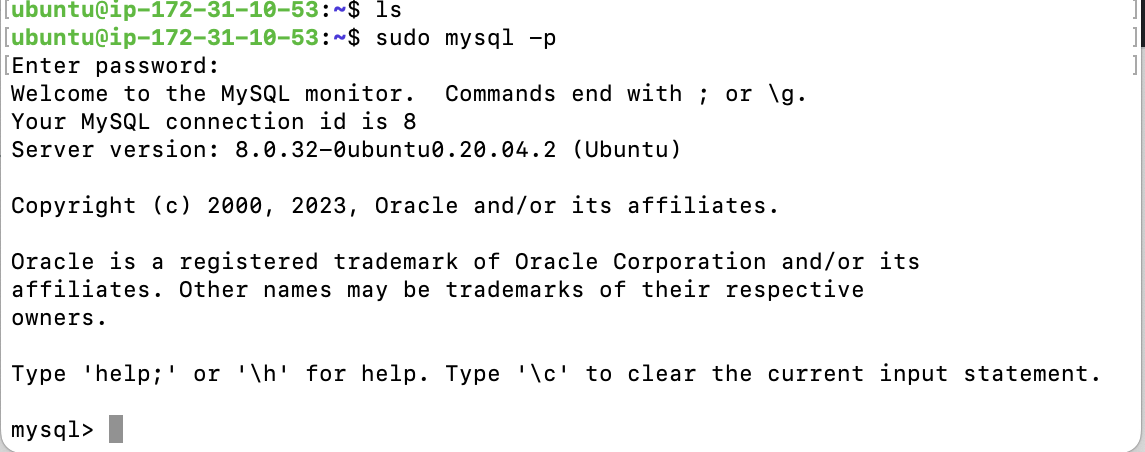 [ubuntu@ip-172-31-10-53:~$ ls ]
[ubuntu@ip-172-31-10-53:~$ sudo mysql -p ]
[Enter password: ]
Welcome to the MySQL monitor.  Commands end with ; or \g.
Your MySQL connection id is 8
Server version: 8.0.32-0ubuntu0.20.04.2 (Ubuntu)

Copyright (c) 2000, 2023, Oracle and/or its affiliates.

Oracle is a registered trademark of Oracle Corporation and/or its
affiliates. Other names may be trademarks of their respective
owners.

Type 'help;' or '\h' for help. Type '\c' to clear the current input statement.

mysql>